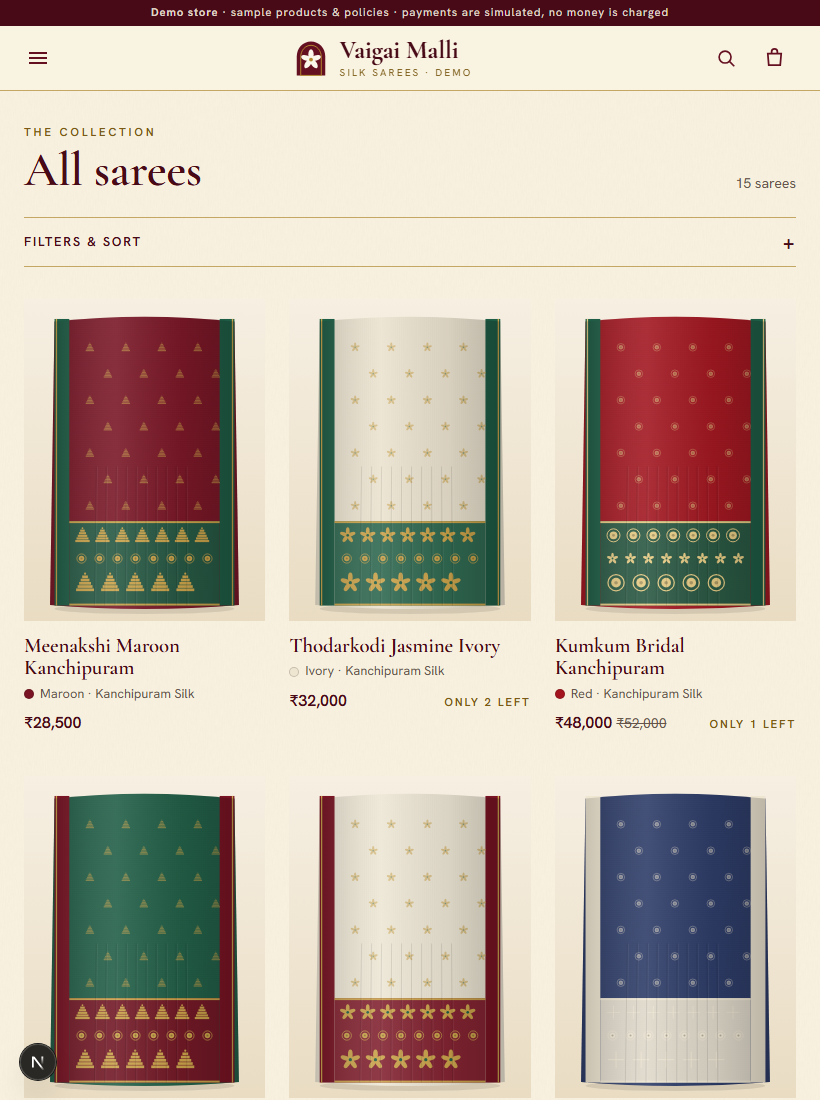 Demo store · sample products & policies · payments are simulated, no money is charged
Vaigai Malli
SILK SAREES · DEMO
THE COLLECTION
All sarees
15 sarees
FILTERS & SORT
+
Meenakshi Maroon
Kanchipuram
Maroon · Kanchipuram Silk
₹28,500
Thodarkodi Jasmine Ivory
Ivory · Kanchipuram Silk
₹32,000
ONLY 2 LEFT
Kumkum Bridal
Kanchipuram
Red · Kanchipuram Silk
₹48,000 ₹52,000
ONLY 1 LEFT
N